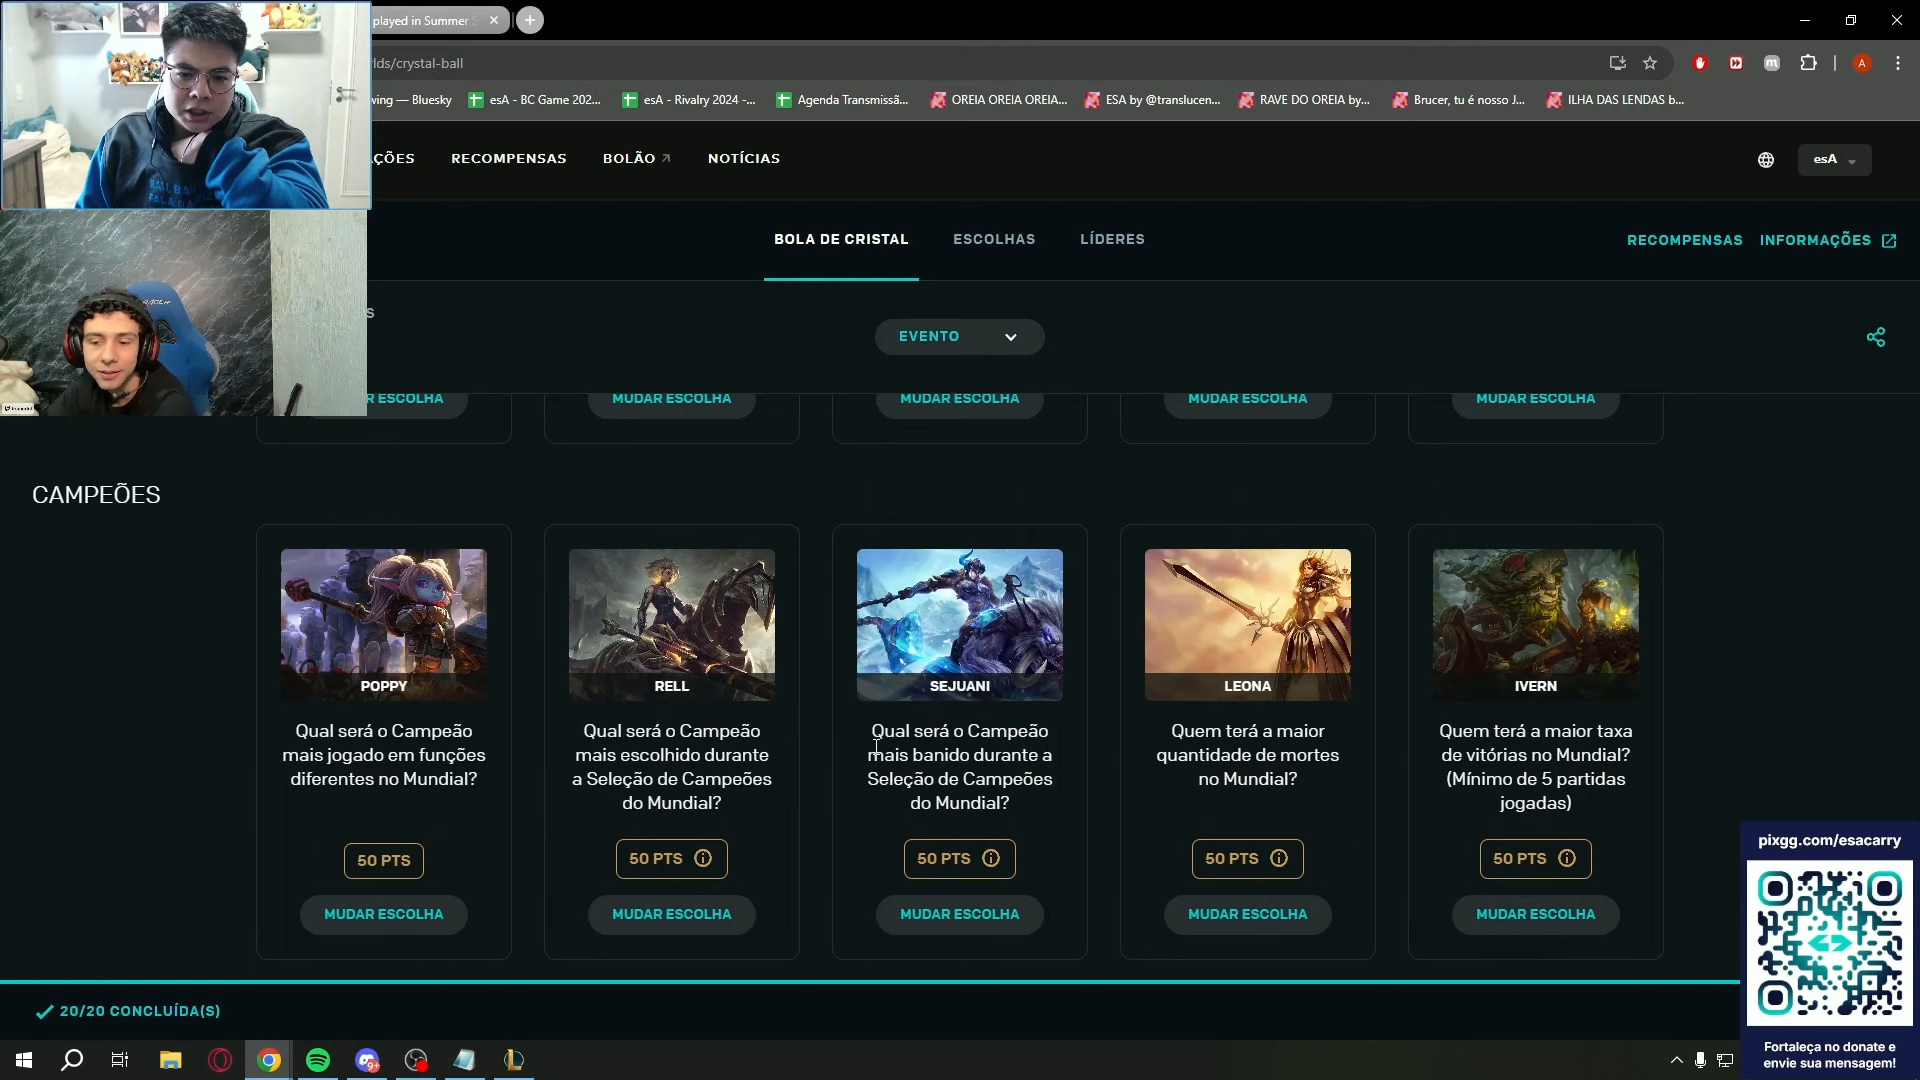 played in Summer
lds/crystal-ball
wing — Bluesky
esA - BC Game 202...
esA - Rivalry 2024 -...
Agenda Transmissã...
OREIA OREIA OREIA...
ESA by @translucen...
RAVE DO OREIA by...
Brucer, tu é nosso J...
ILHA DAS LENDAS b...
AÇÕES
RECOMPENSAS
BOLÃO
NOTÍCIAS
esA
BOLA DE CRISTAL
ESCOLHAS
LÍDERES
RECOMPENSAS
INFORMAÇÕES
S
EVENTO
R ESCOLHA
MUDAR ESCOLHA
MUDAR ESCOLHA
MUDAR ESCOLHA
MUDAR ESCOLHA
CAMPEÕES
POPPY
Qual será o Campeão
mais jogado em funções
diferentes no Mundial?
50 PTS
MUDAR ESCOLHA
RELL
Qual será o Campeão
mais escolhido durante
a Seleção de Campeões
do Mundial?
50 PTS
MUDAR ESCOLHA
SEJUANI
Qual será o Campeão
mais banido durante a
Seleção de Campeões
do Mundial?
50 PTS
MUDAR ESCOLHA
LEONA
Quem terá a maior
quantidade de mortes
no Mundial?
50 PTS
MUDAR ESCOLHA
IVERN
Quem terá a maior taxa
de vitórias no Mundial?
(Mínimo de 5 partidas
jogadas)
50 PTS
MUDAR ESCOLHA
20/20 CONCLUÍDA(S)
pixgg.com/esacarry
Fortaleça no donate e
envie sua mensagem!
9+